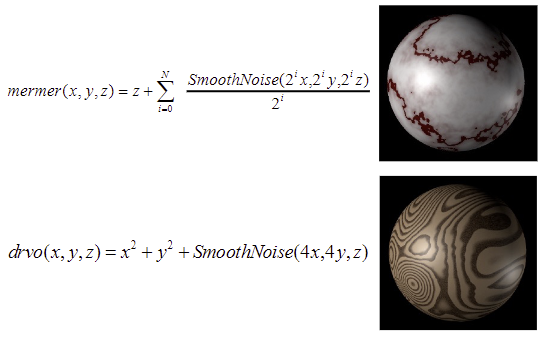 mermer(x, y, z) = z + \sum_{i=0}^{N} \frac{SmoothNoise(2^i x, 2^i y, 2^i z)}{2^i}
drvo(x, y, z) = x^2 + y^2 + SmoothNoise(4x,4y,z)